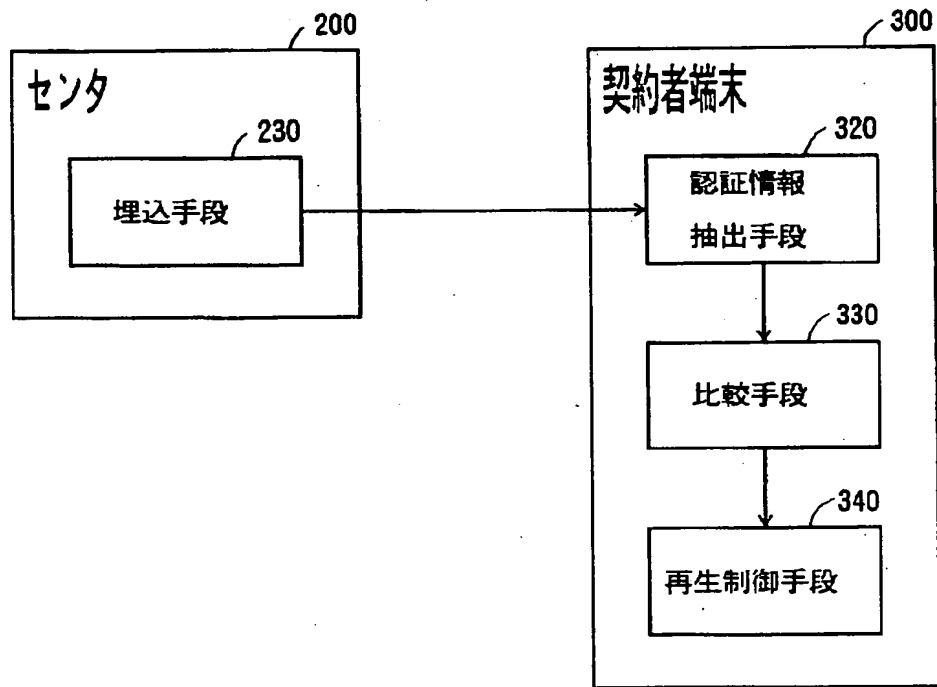 200
センタ
230
埋込手段
300
契約者端末
320
認証情報
抽出手段
330
比較手段
340
再生制御手段